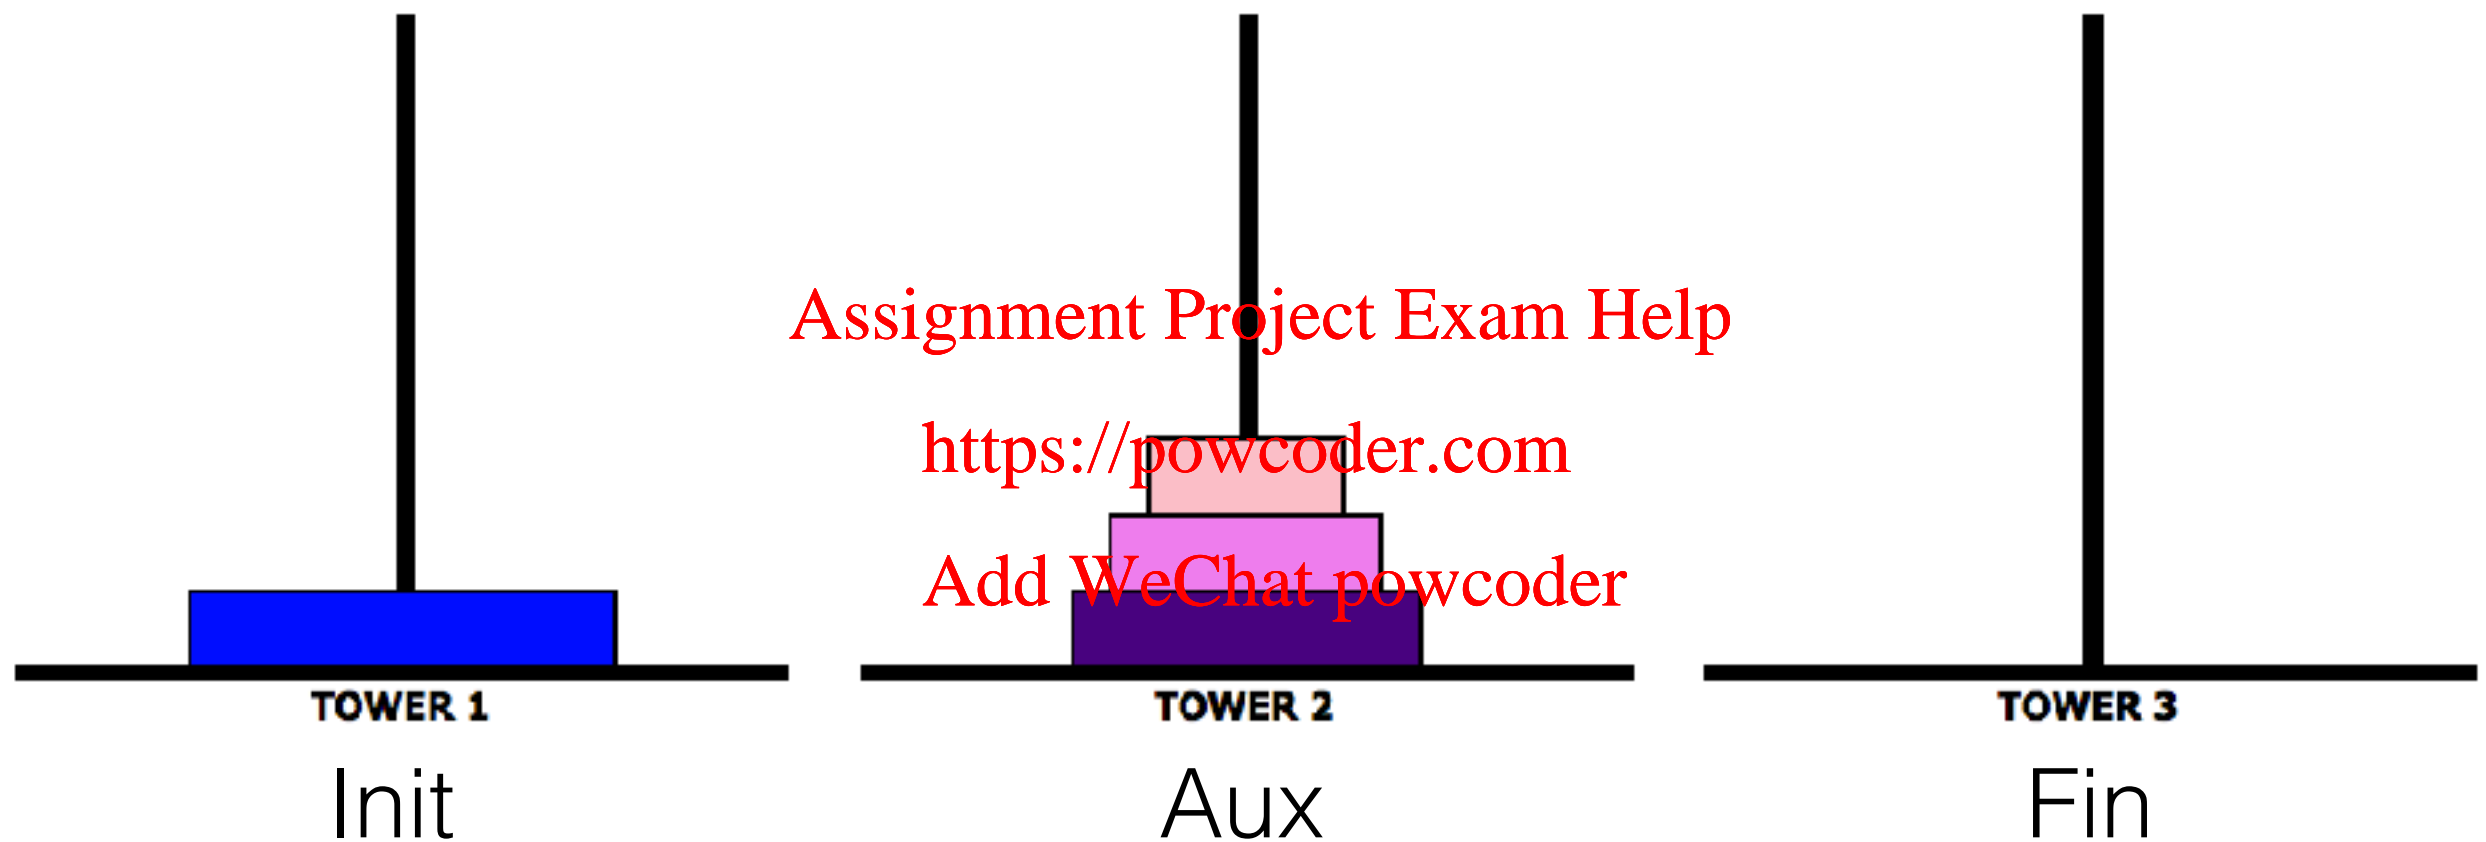 Assignment Project Exam Help
https://powcoder.com
Add WeChat powcoder
TOWER 1
TOWER 2
TOWER 3
Init
Aux
Fin